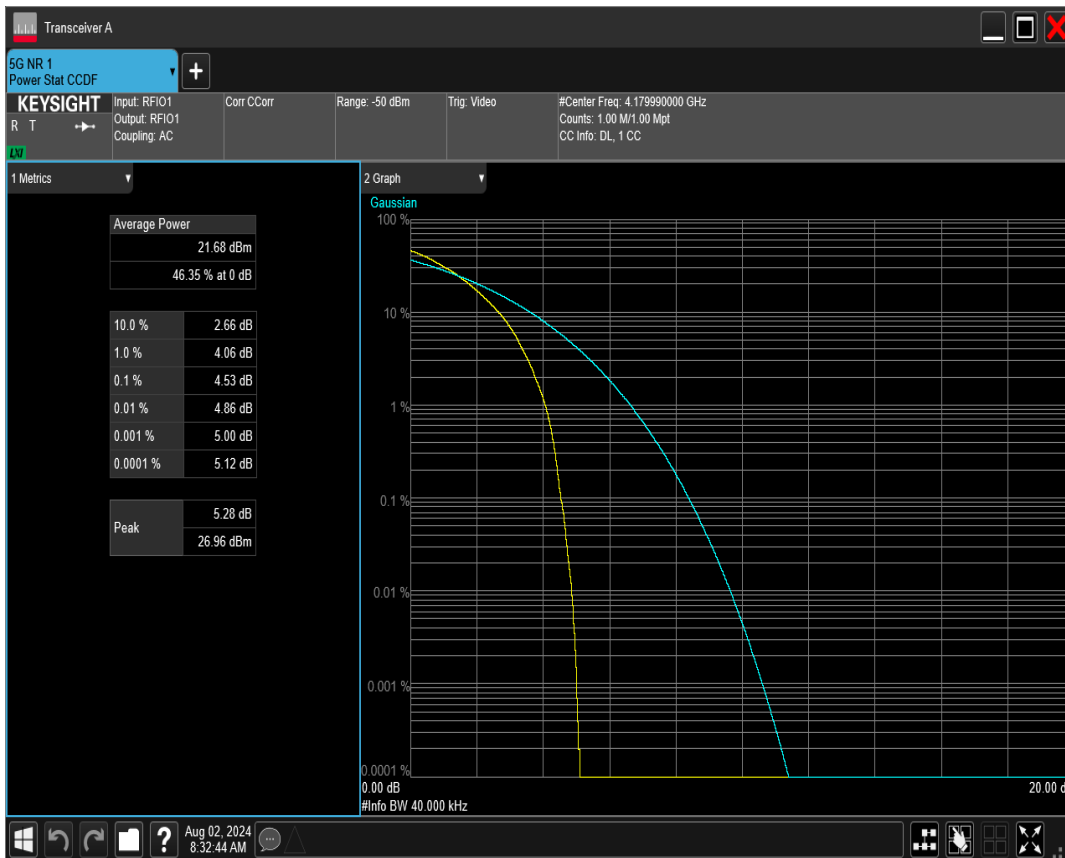 Transceiver A
5G NR 1
Power Stat CCDF
KEYSIGHT
R T
LXI
Input: RFIO1
Output: RFIO1
Coupling: AC
Corr CCorr
Range: -50 dBm
Trig: Video
#Center Freq: 4.179990000 GHz
Counts: 1.00 M/1.00 Mpt
CC Info: DL, 1 CC
1 Metrics
Average Power
21.68 dBm
46.35 % at 0 dB
10.0 % 2.66 dB
1.0 % 4.06 dB
0.1 % 4.53 dB
0.01 % 4.86 dB
0.001 % 5.00 dB
0.0001 % 5.12 dB
Peak
5.28 dB
26.96 dBm
2 Graph
Gaussian
100 %
10 %
1 %
0.1 %
0.01 %
0.001 %
0.0001 %
0.00 dB 20.00 d
#Info BW 40.000 kHz
Aug 02, 2024
8:32:44 AM